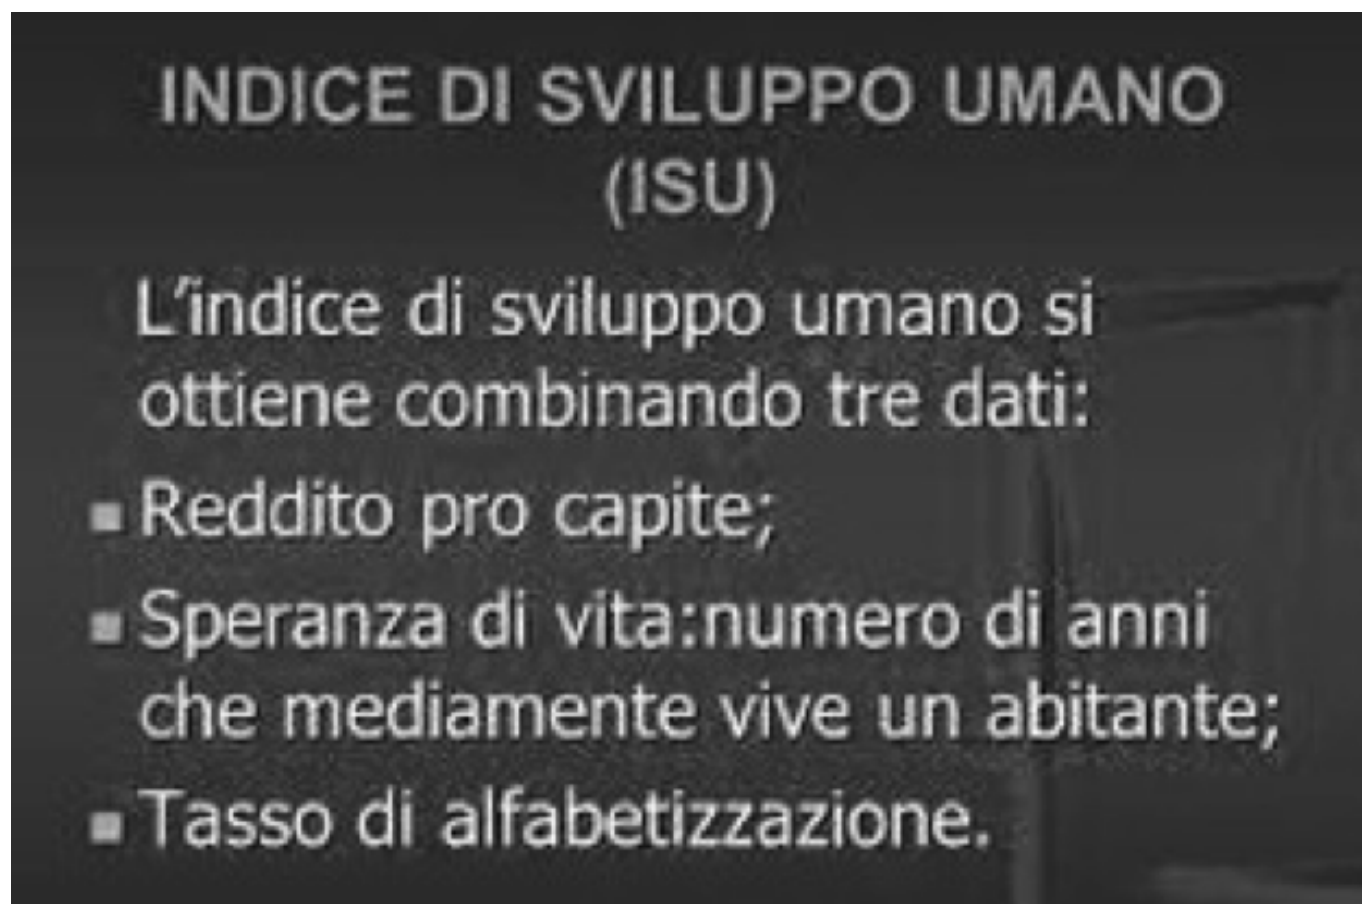 INDICE DI SVILUPPO UMANO
(ISU)
L'indice di sviluppo umano si
ottiene combinando tre dati:
Reddito pro capite;
Speranza di vita:numero di anni
che mediamente vive un abitante;
Tasso di alfabetizzazione.